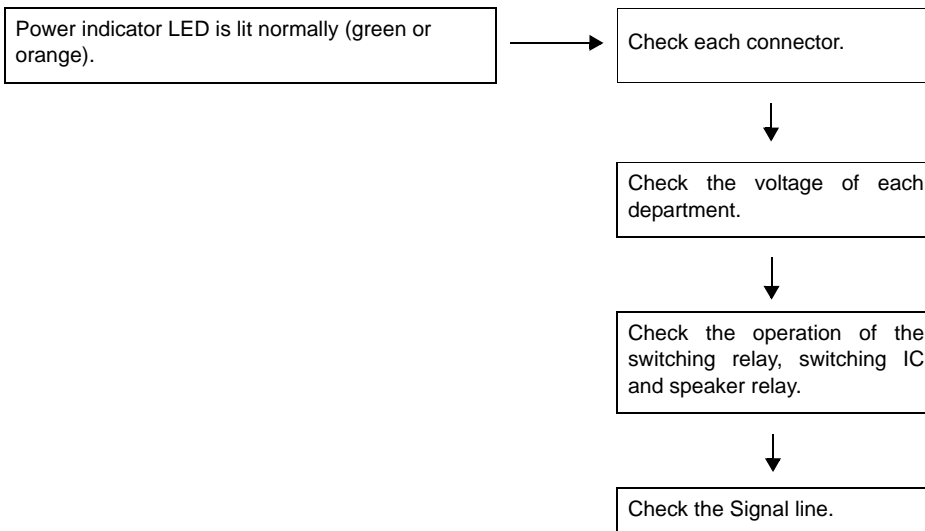 Power indicator LED is lit normally (green or
orange).
Check each connector.
Check the voltage of each
department.
Check the operation of the
switching relay, switching IC
and speaker relay.
Check the Signal line.